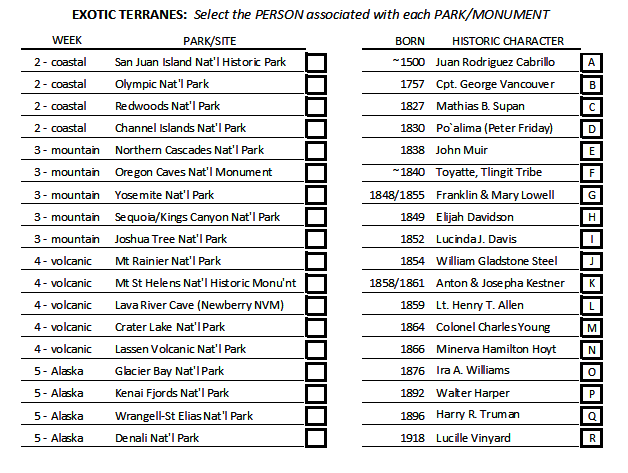 EXOTIC TERRANES: Select the PERSON associated with each PARK/MONUMENT
WEEK PARK/SITE BORN HISTORIC CHARACTER
2 - coastal San Juan Island Nat'l Historic Park ~1500 Juan Rodriguez Cabrillo A
2 - coastal Olympic Nat'l Park 1757 Cpt. George Vancouver B
2 - coastal Redwoods Nat'l Park 1827 Mathias B. Supan C
2 - coastal Channel Islands Nat'l Park 1830 Po`alima (Peter Friday) D
3 - mountain Northern Cascades Nat'l Park 1838 John Muir E
3 - mountain Oregon Caves Nat'l Monument ~1840 Toyatte, Tlingit Tribe F
3 - mountain Yosemite Nat'l Park 1848/1855 Franklin & Mary Lowell G
3 - mountain Sequoia/Kings Canyon Nat'l Park 1849 Elijah Davidson H
3 - mountain Joshua Tree Nat'l Park 1852 Lucinda J. Davis I
4 - volcanic Mt Rainier Nat'l Park 1854 William Gladstone Steel J
4 - volcanic Mt St Helens Nat'l Historic Monu'nt 1858/1861 Anton & Josepha Kestner K
4 - volcanic Lava River Cave (Newberry NVM) 1859 Lt. Henry T. Allen L
4 - volcanic Crater Lake Nat'l Park 1864 Colonel Charles Young M
4 - volcanic Lassen Volcanic Nat'l Park 1866 Minerva Hamilton Hoyt N
5 - Alaska Glacier Bay Nat'l Park 1876 Ira A. Williams O
5 - Alaska Kenai Fjords Nat'l Park 1892 Walter Harper P
5 - Alaska Wrangell-St Elias Nat'l Park 1896 Harry R. Truman Q
5 - Alaska Denali Nat'l Park 1918 Lucille Vinyard R